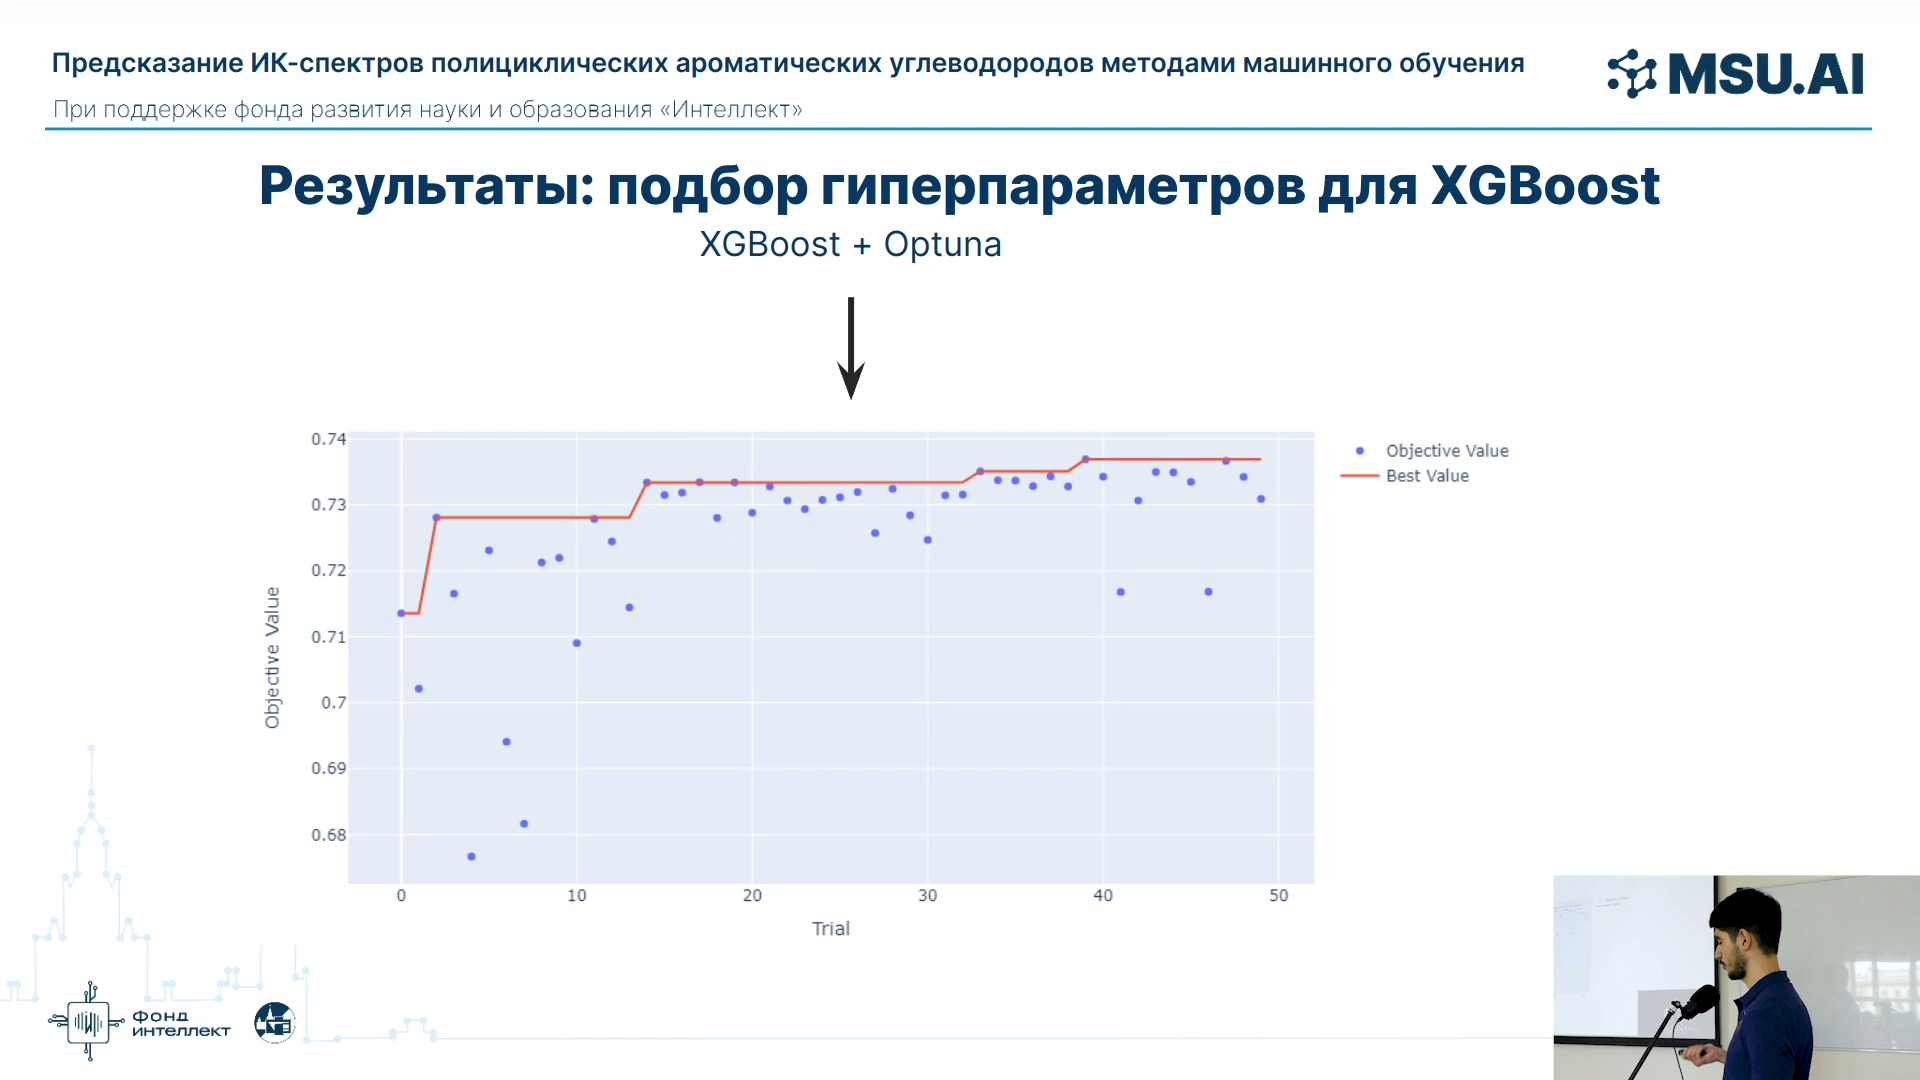 Предсказание ИК-спектров полициклических ароматических углеводородов методами машинного обучения
MSU.AI
При поддержке фонда развития науки и образования «Интеллект»
Результаты: подбор гиперпараметров для XGBoost
XGBoost + Optuna
0.74
0.73
0.72
0.71
0.7
0.69
0.68
Objective Value
0 10 20 30 40 50
Trial
Objective Value
Best Value
ФОНД
ИНТЕЛЛЕКТ